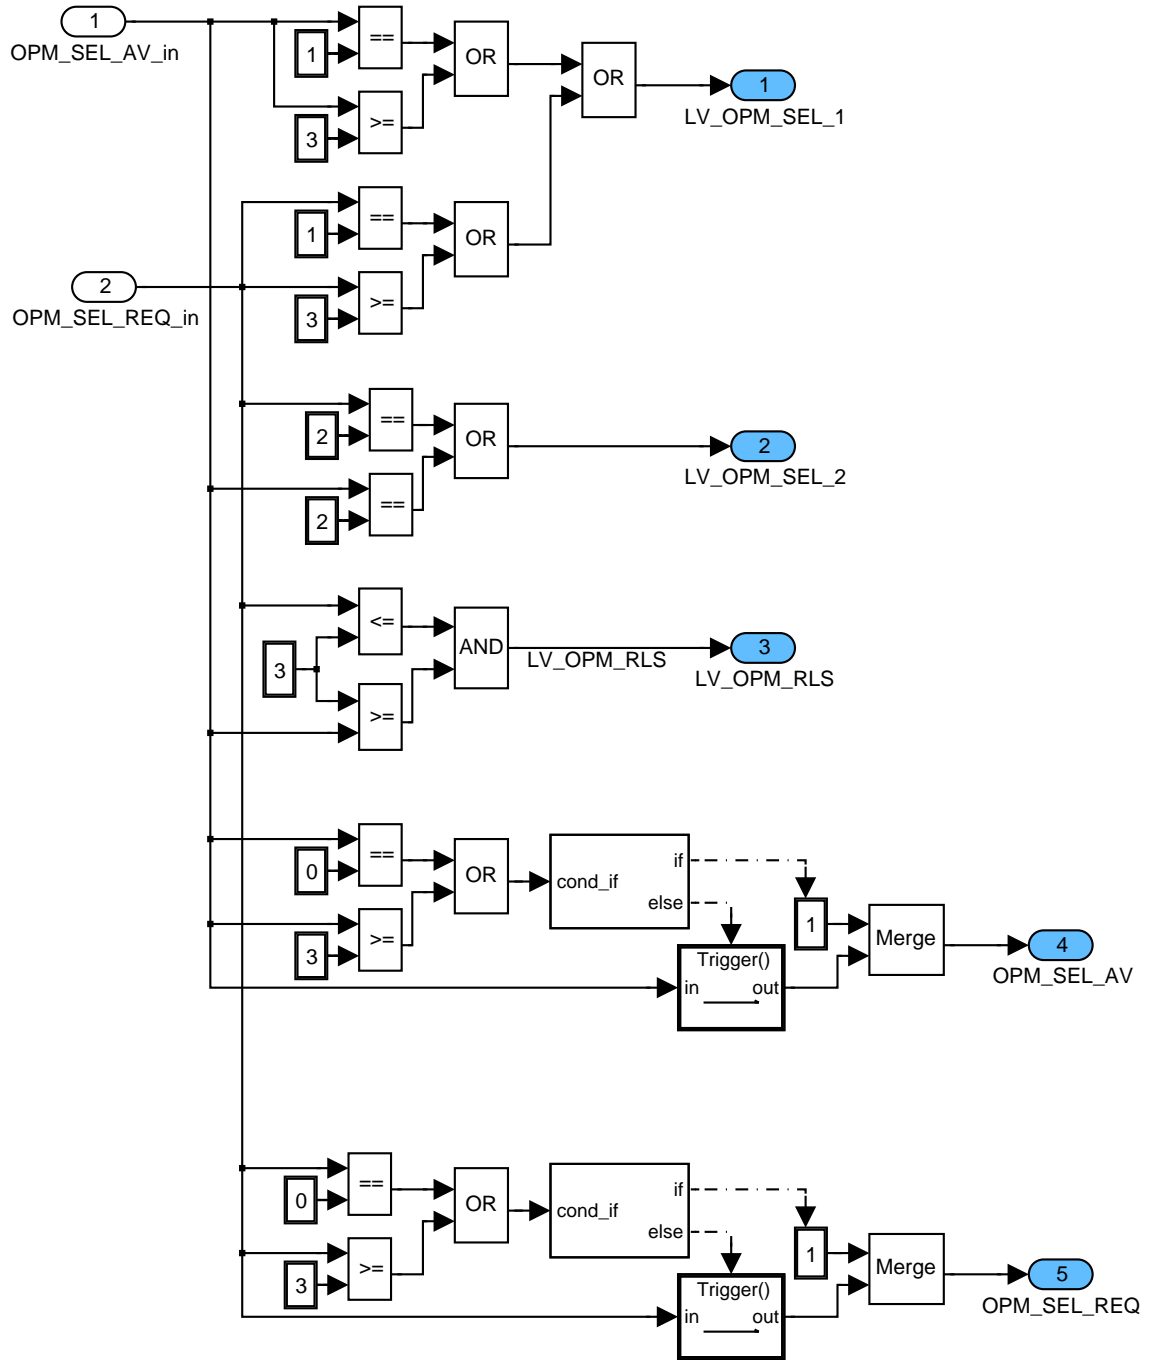 1
OPM_SEL_AV_in
==
1
OR
>=
3
OR
1
LV_OPM_SEL_1
==
1
OR
>=
3
2
OPM_SEL_REQ_in
==
2
OR
==
2
2
LV_OPM_SEL_2
<=
3
AND
>=
LV_OPM_RLS
3
LV_OPM_RLS
==
0
OR
>=
3
cond_if
if
else
1
Trigger()
in
out
Merge
4
OPM_SEL_AV
==
0
OR
>=
3
cond_if
if
else
1
Trigger()
in
out
Merge
5
OPM_SEL_REQ